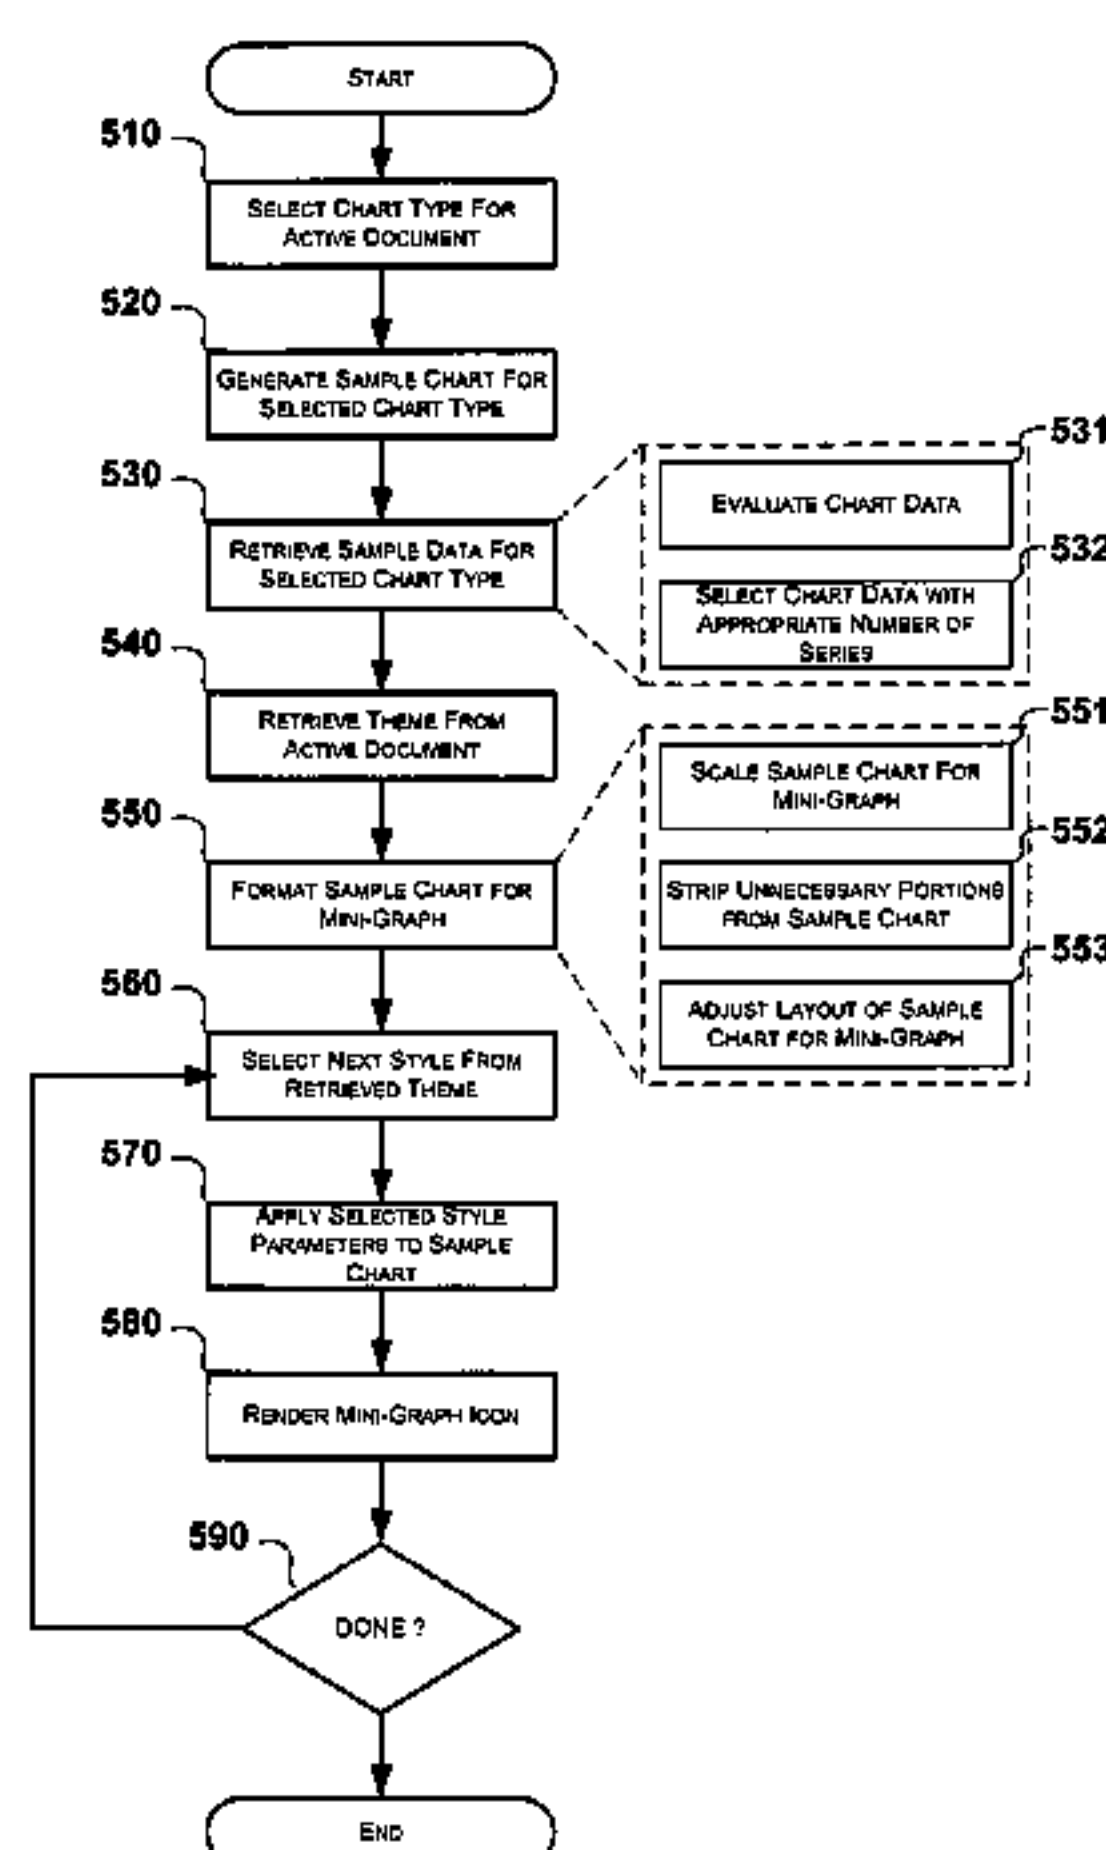 START
510
SELECT CHART TYPE FOR
ACTIVE DOCUMENT
520
GENERATE SAMPLE CHART FOR
SELECTED CHART TYPE
530
RETRIEVE SAMPLE DATA FOR
SELECTED CHART TYPE
531
EVALUATE CHART DATA
532
SELECT CHART DATA WITH
APPROPRIATE NUMBER OF
SERIES
540
RETRIEVE THEME FROM
ACTIVE DOCUMENT
550
FORMAT SAMPLE CHART FOR
MINI-GRAPH
551
SCALE SAMPLE CHART FOR
MINI-GRAPH
552
STRIP UNNECESSARY PORTIONS
FROM SAMPLE CHART
553
ADJUST LAYOUT OF SAMPLE
CHART FOR MINI-GRAPH
560
SELECT NEXT STYLE FROM
RETRIEVED THEME
570
APPLY SELECTED STYLE
PARAMETERS TO SAMPLE
CHART
580
RENDER MINI-GRAPH ICON
590
DONE ?
END